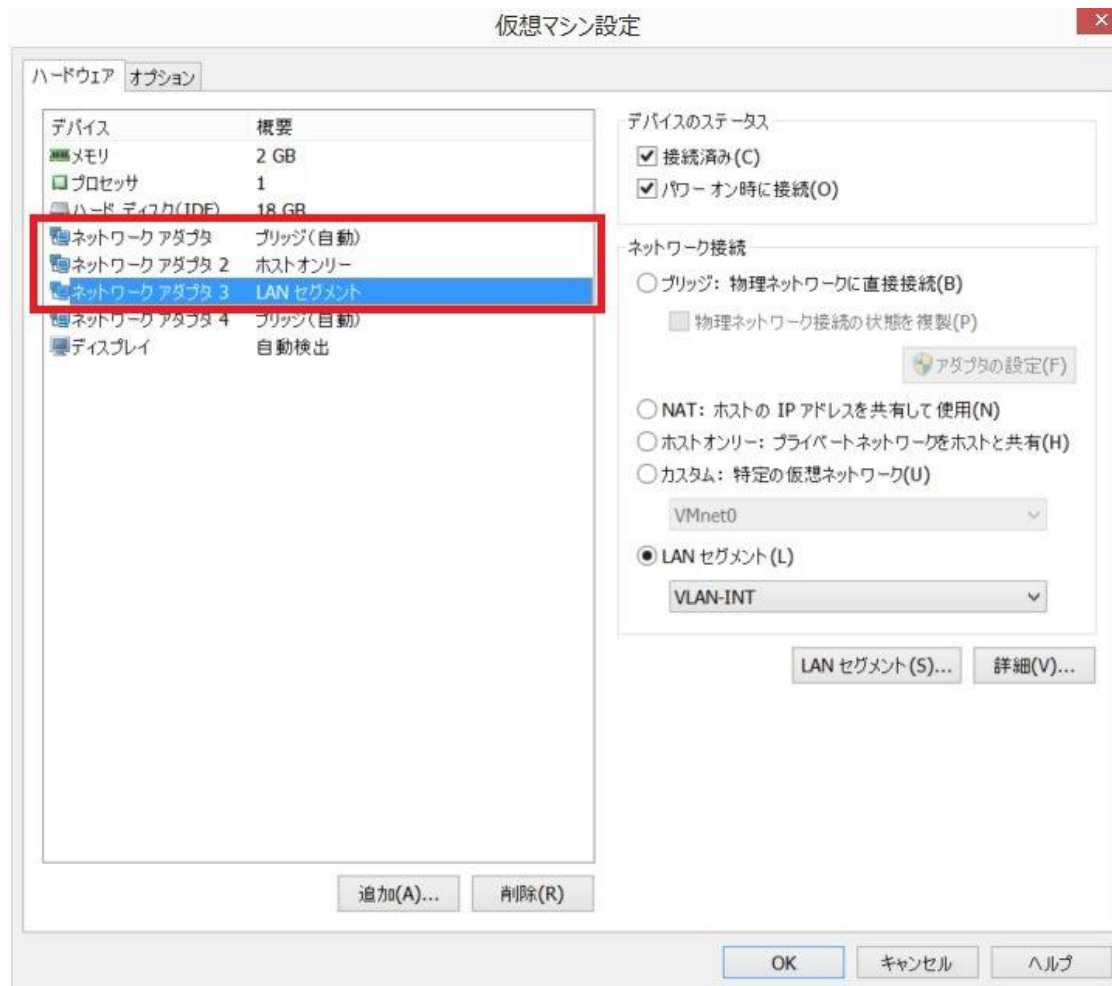 仮想マシン設定
ハードウェア オプション
デバイス 概要
メモリ 2 GB
プロセッサ 1
ハード ディスク(IDE) 18 GB
ネットワーク アダプタ ブリッジ(自動)
ネットワーク アダプタ 2 ホストオンリー
ネットワーク アダプタ 3 LAN セグメント
ネットワーク アダプタ 4 ブリッジ(自動)
ディスプレイ 自動検出
追加(A)... 削除(R)
デバイスのステータス
接続済み(C)
パワー オン時に接続(O)
ネットワーク接続
ブリッジ: 物理ネットワークに直接接続(B)
物理ネットワーク接続の状態を複製(P)
アダプタの設定(F)
NAT: ホストの IP アドレスを共有して使用(N)
ホストオンリー: プライベートネットワークをホストと共有(H)
カスタム: 特定の仮想ネットワーク(U)
VMnet0
LAN セグメント(L)
VLAN-INT
LAN セグメント(S)... 詳細(V)...
OK キャンセル ヘルプ